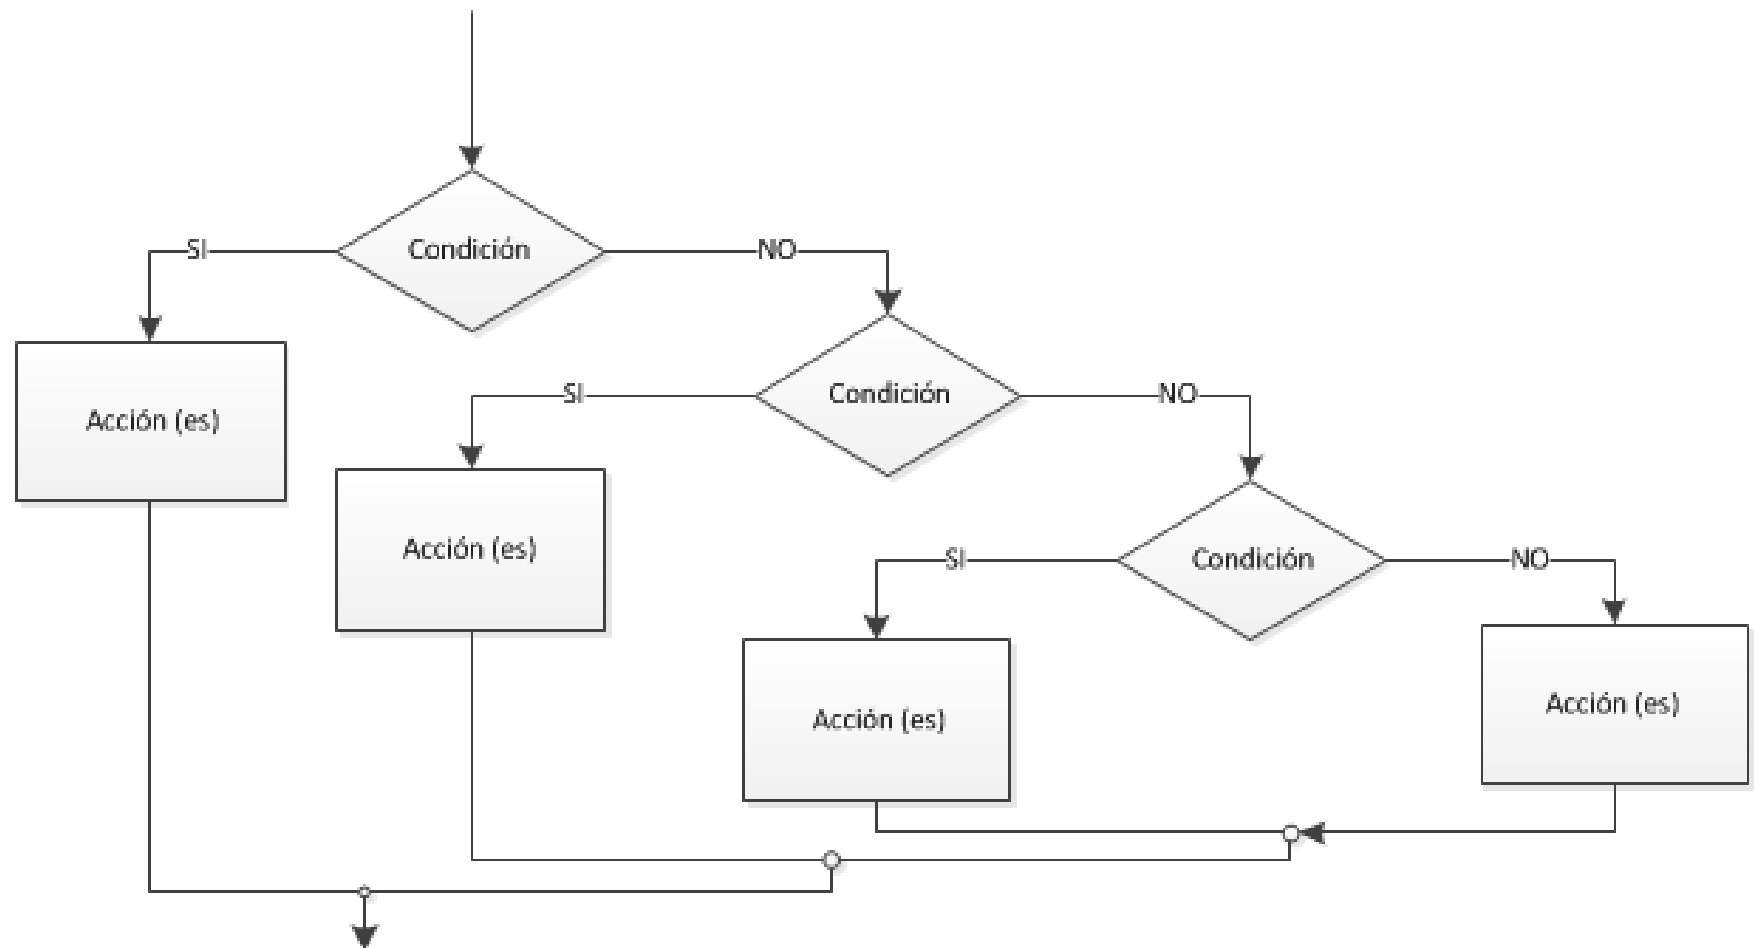 Condición
SI
NO
Acción (es)
Condición
SI
NO
Acción (es)
Condición
SI
NO
Acción (es)
Acción (es)